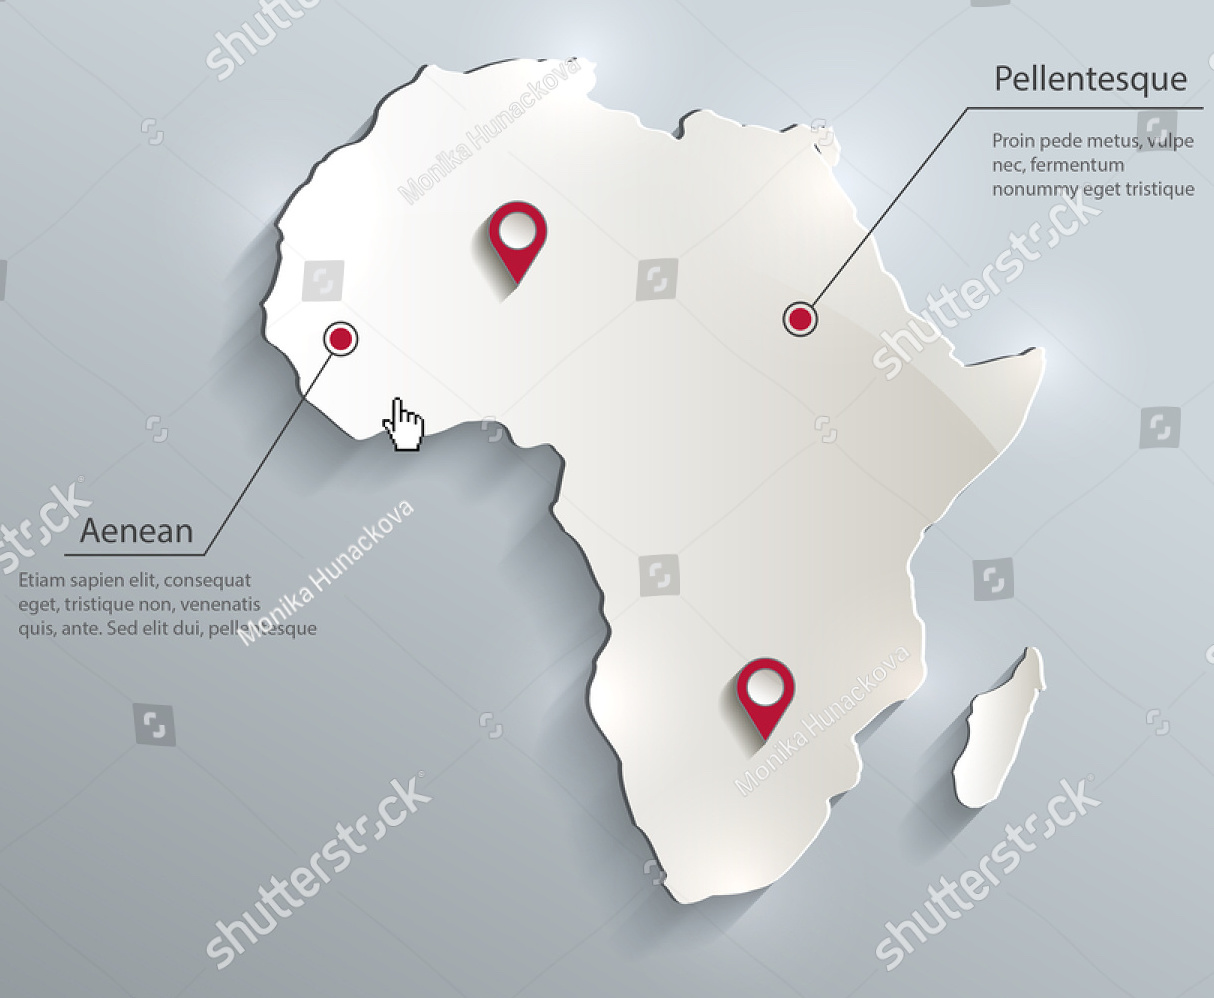 Pellentesque
Proin pede metus, vulpe
nec, fermentum
nonummy eget tristique
Aenean
Etiam sapien elit, consequat
eget, tristique non, venenatis
quis, ante. Sed elit dui, pellentesque
shutterstock
Monika Hunackova
shutterstock
shutterstock
Monika Hunackova
Monika Hunackova
shutterstock
shutterstock